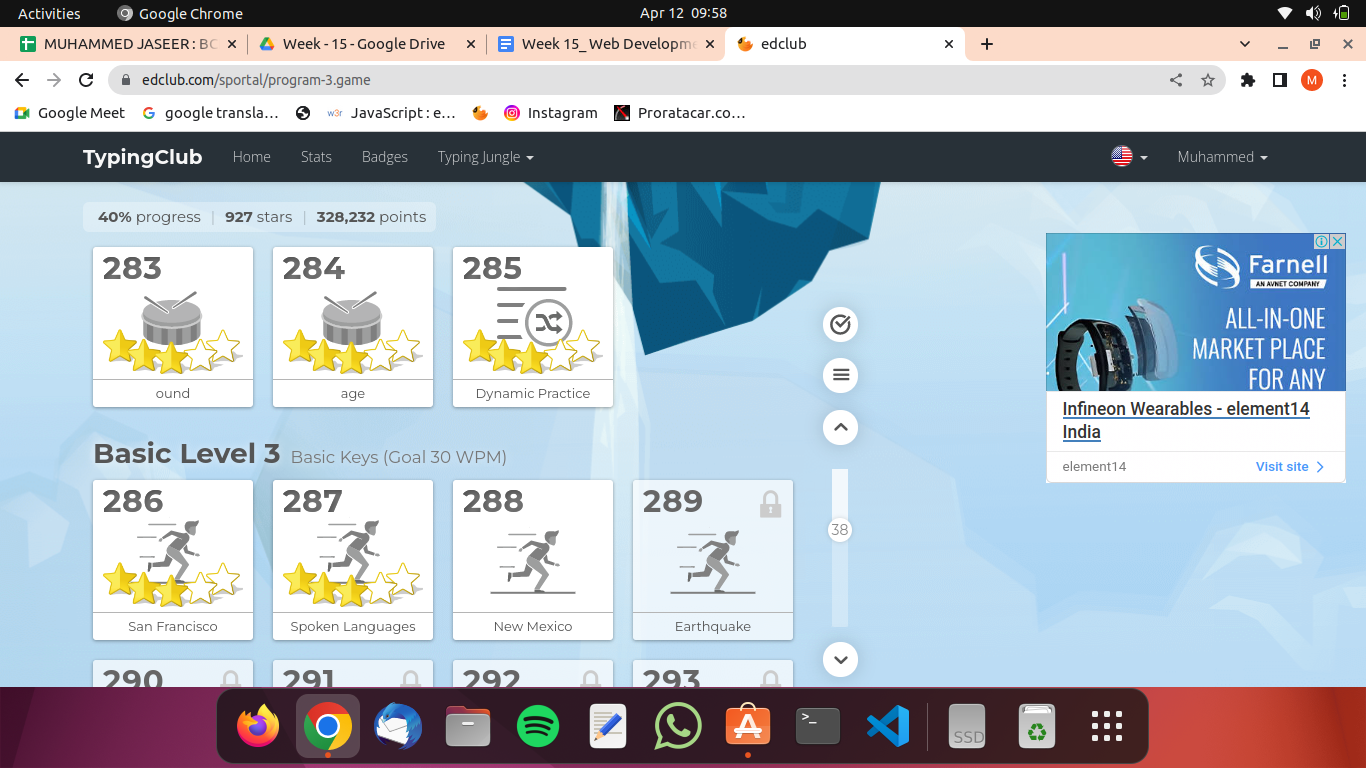 Activities Google Chrome Apr 12 09:58
MUHAMMED JASEER : BC Week - 15 - Google Drive Week 15_ Web Developme edclub
edclub.com/sportal/program-3.game M
Google Meet google transla… w3r JavaScript : e… Instagram Proratacar.co…
TypingClub Home Stats Badges Typing Jungle Muhammed
40% progress | 927 stars | 328,232 points
283 284 285
ound age Dynamic Practice
Farnell
AN AVNET COMPANY
ALL-IN-ONE
MARKET PLACE
FOR ANY
Infineon Wearables - element14
India
element14 Visit site
Basic Level 3 Basic Keys (Goal 30 WPM)
286 287 288 289
38
San Francisco Spoken Languages New Mexico Earthquake
290 291 292 293
>_ SSD